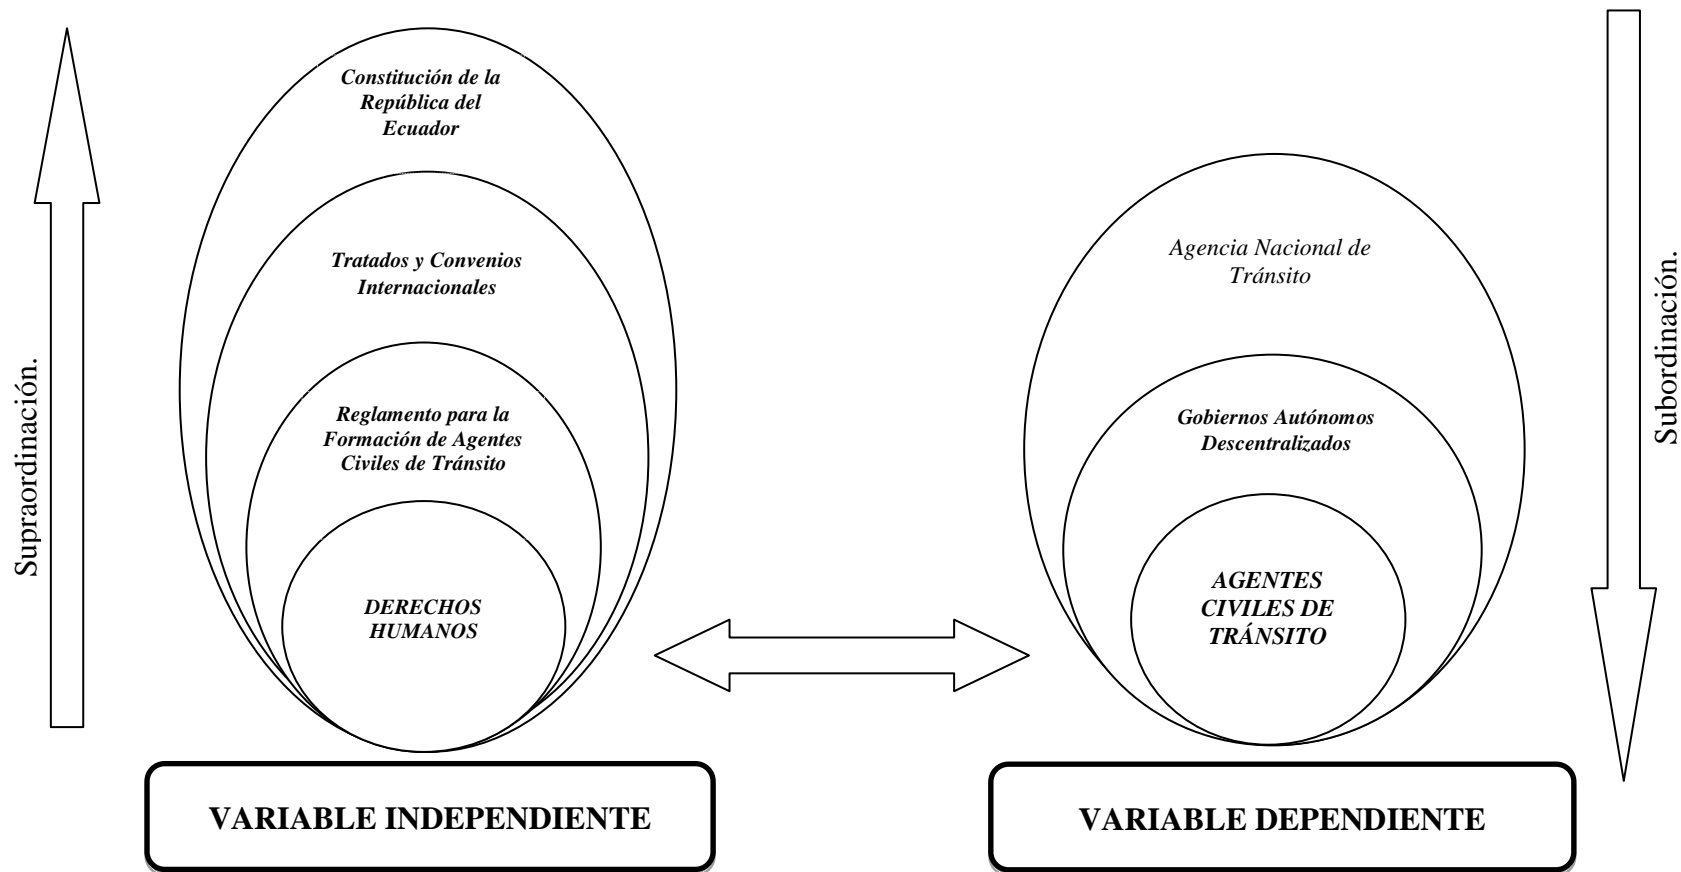 Supraordinación.
Constitución de la
República del
Ecuador
Tratados y Convenios
Internacionales
Reglamento para la
Formación de Agentes
Civiles de Tránsito
DERECHOS
HUMANOS
VARIABLE INDEPENDIENTE
Agencia Nacional de
Tránsito
Gobiernos Autónomos
Descentralizados
AGENTES
CIVILES DE
TRÁNSITO
VARIABLE DEPENDIENTE
Subordinación.